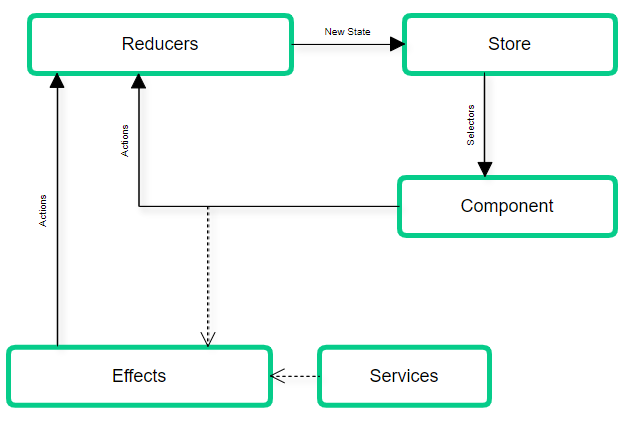 Reducers
New State
Store
Actions
Selectors
Actions
Component
Effects
Services